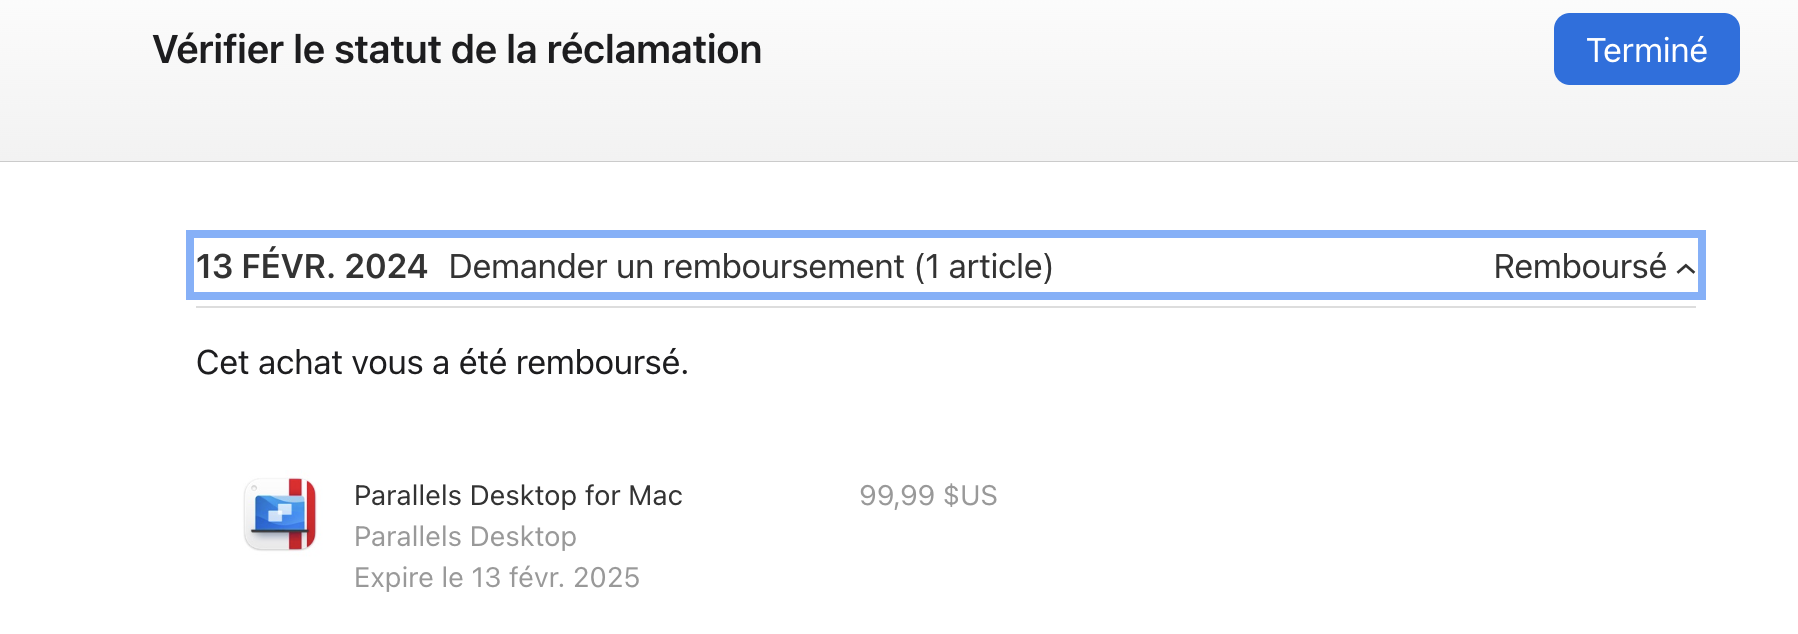 Vérifier le statut de la réclamation
Terminé
13 FÉVR. 2024 Demander un remboursement (1 article) Remboursé
Cet achat vous a été remboursé.
Parallels Desktop for Mac 99,99 $US
Parallels Desktop
Expire le 13 févr. 2025